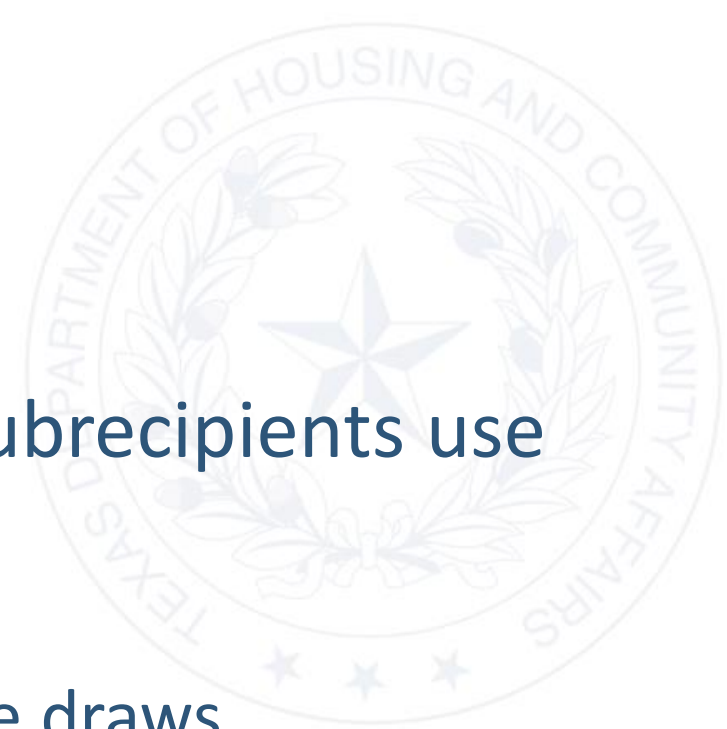 TEXAS DEPARTMENT OF HOUSING AND COMMUNITY AFFAIRS
ubrecipients use
e draws